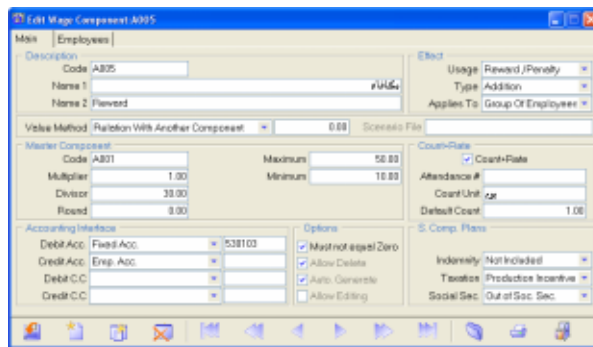 Edit Wage Component:A005
Main Employees
Description
Code A005
Name 1
Name 2 Reward
Effect
Usage Reward /Penalty
Type Addition
Applies To Group Of Employees
Value Method Relation With Another Component 0.00 Scenario File
Master Component
Code A001 Maximum 50.00
Multiplier 1.00 Minimum 10.00
Divisor 30.00
Round 0.00
Count+Rate
Count+Rate
Attendance #
Count Unit
Default Count 1.00
Accounting Interface
Debit Acc. Fixed Acc. 530103
Credit Acc. Emp. Acc.
Debit C.C
Credit C.C
Options
Must not equal Zero
Allow Delete
Auto. Generate
Allow Editing
S. Comp. Plans
Indemnity Not Included
Taxation Production Incentive
Social Sec. Out of Soc. Sec.